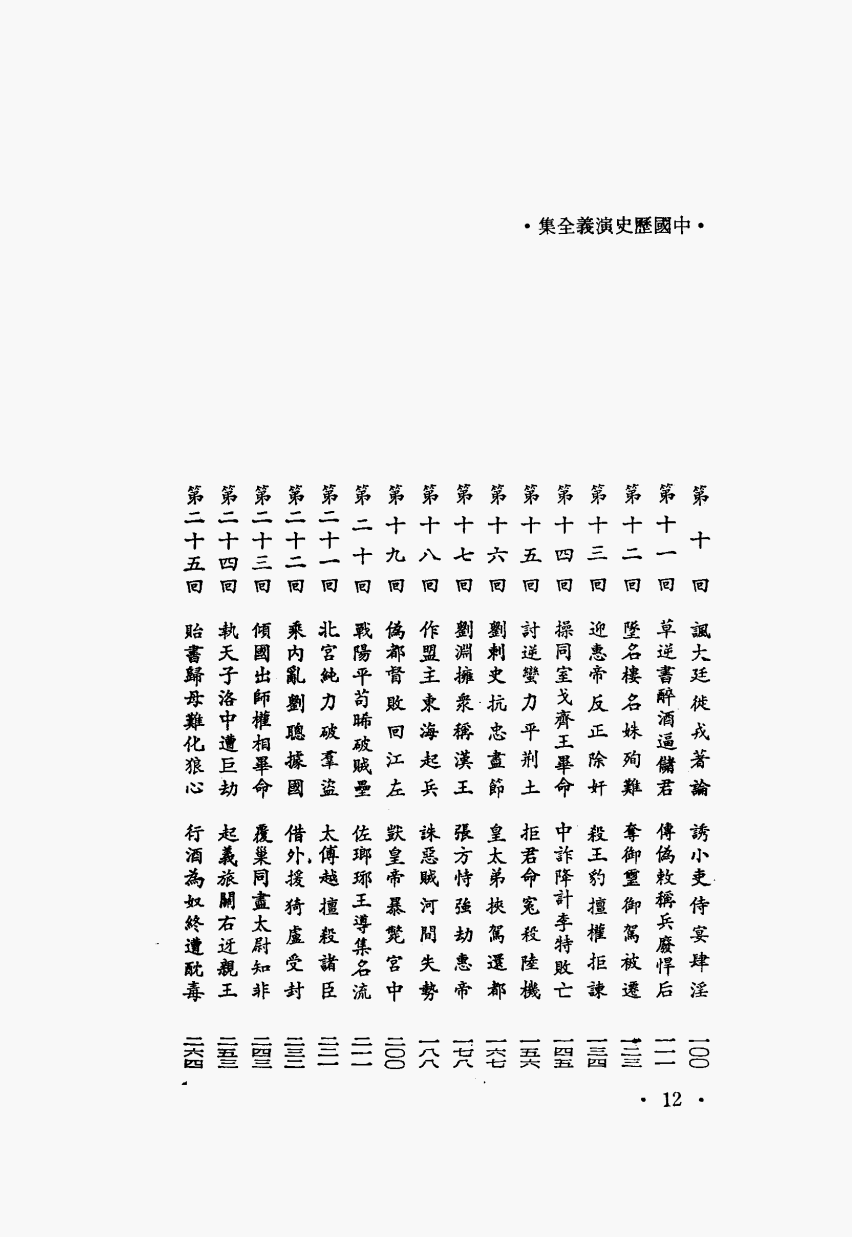 ·中國歷史演義全集·
第十回 諷大廷徙戎著論 誘小吏侍宴肆淫 一〇〇
第十一回 草逆書醉酒逼儲君 傳偽敕稱兵廢悍后 一一一
第十二回 墜名樓名姝殉難 奪御璽御駕被遷 一二三
第十三回 迎惠帝反正除奸 殺王豹擅權拒諫 一三四
第十四回 操同室戈齊王畢命 中詐降計李特敗亡 一四五
第十五回 討逆蠻力平荆土 拒君命冤殺陸機 一五六
第十六回 劉刺史抗忠盡節 皇太弟挾駕還都 一六七
第十七回 劉淵擁衆稱漢王 張方恃強劫惠帝 一七八
第十八回 作盟主東海起兵 誅惡賊河間失勢 一八八
第十九回 偽都督敗回江左 獃皇帝暴斃宮中 二〇〇
第二十回 戰陽平苟晞破賊壘 佐瑯琊王導集名流 二一一
第二十一回 北宮純力破羣盜 太傅越擅殺諸臣 二二一
第二十二回 乘內亂劉聰據國 借外援猗盧受封 二三二
第二十三回 傾國出師權相畢命 覆巢同盡太尉知非 二四三
第二十四回 執天子洛中遭巨劫 起義旅關右迓親王 二五三
第二十五回 貽書歸母難化狼心 行酒為奴終遭酖毒 二六四
· 12 ·